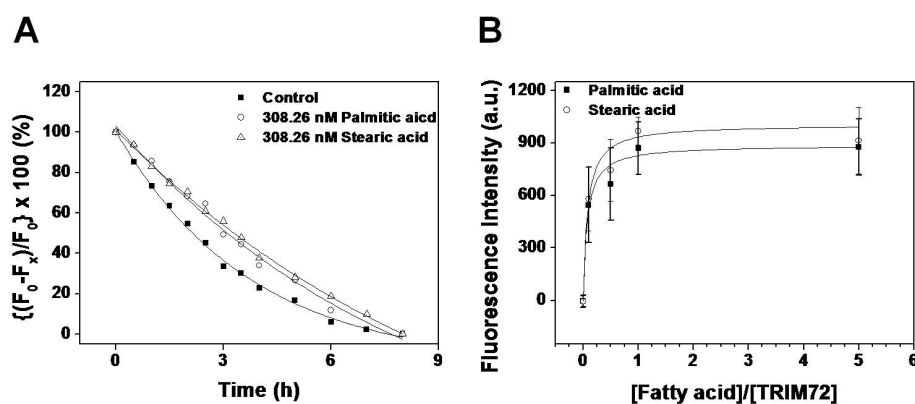 A
B
120
100
80
60
40
20
0
{(F₀-Fₓ)/F₀} x 100 (%)
Control
308.26 nM Palmitic aicd
308.26 nM Stearic acid
0
3
6
9
Time (h)
1200
900
600
300
0
Fluorescence Intensity (a.u.)
Palmitic acid
Stearic acid
0
1
2
3
4
5
6
[Fatty acid]/[TRIM72]